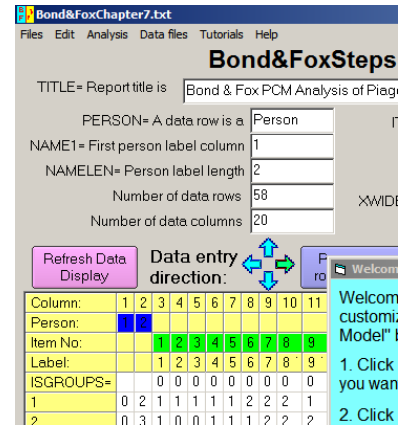 Bond&FoxChapter7.txt
Files Edit Analysis Data files Tutorials Help
Bond&FoxSteps
TITLE= Report title is Bond & Fox PCM Analysis of Piag
PERSON= A data row is a Person
NAME1= First person label column 1
NAMELEN= Person label length 2
Number of data rows 58
XWIDE
Number of data columns 20
Refresh Data Display
Data entry direction:
Column: 1 2 3 4 5 6 7 8 9 10 11
Person: 1 2
Item No: 1 2 3 4 5 6 7 8 9
Label: 1 2 3 4 5 6 7 8 9
ISGROUPS= 0 0 0 0 0 0 0 0 0
1 0 2 1 1 1 1 1 2 2 2 1
2 0 3 1 0 0 1 1 1 2 2 2
Welcom
Welcom
customiz
Model" b
1. Click
you wan
2. Click